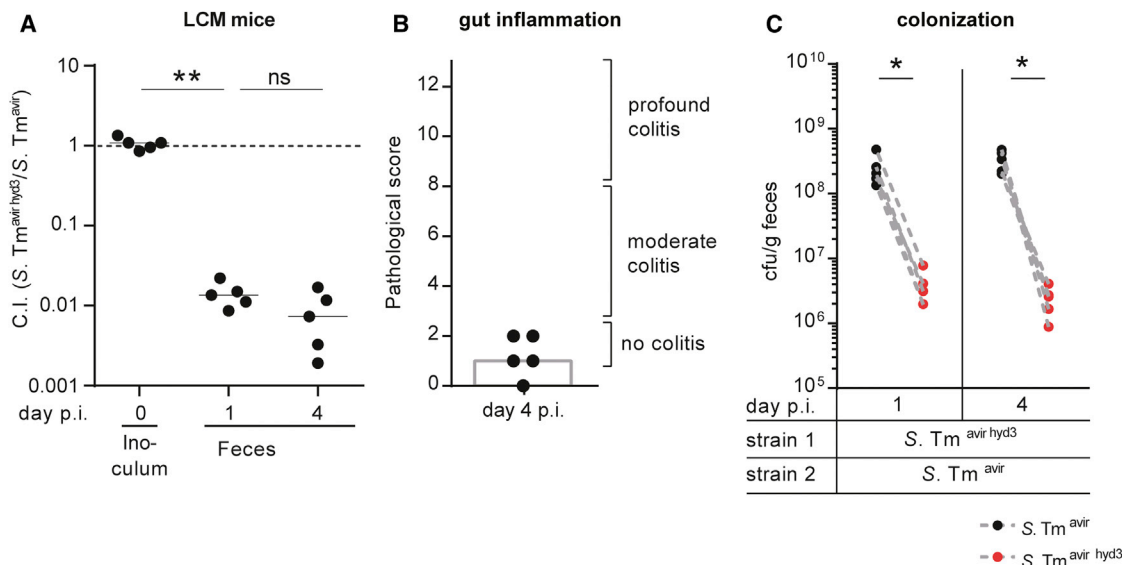 A
LCM mice
C.I. (S. Tm^avir hyd3/S. Tm^avir)
10
1
0.1
0.01
0.001
**
ns
day p.i.
0
1
4
Ino-
culum
Feces
B
gut inflammation
Pathological score
12
10
8
6
4
2
0
profound
colitis
moderate
colitis
no colitis
day 4 p.i.
C
colonization
cfu/g feces
10^10
10^9
10^8
10^7
10^6
10^5
*
*
day p.i.
1
4
strain 1
S. Tm^avir hyd3
strain 2
S. Tm^avir
S. Tm^avir
S. Tm^avir hyd3